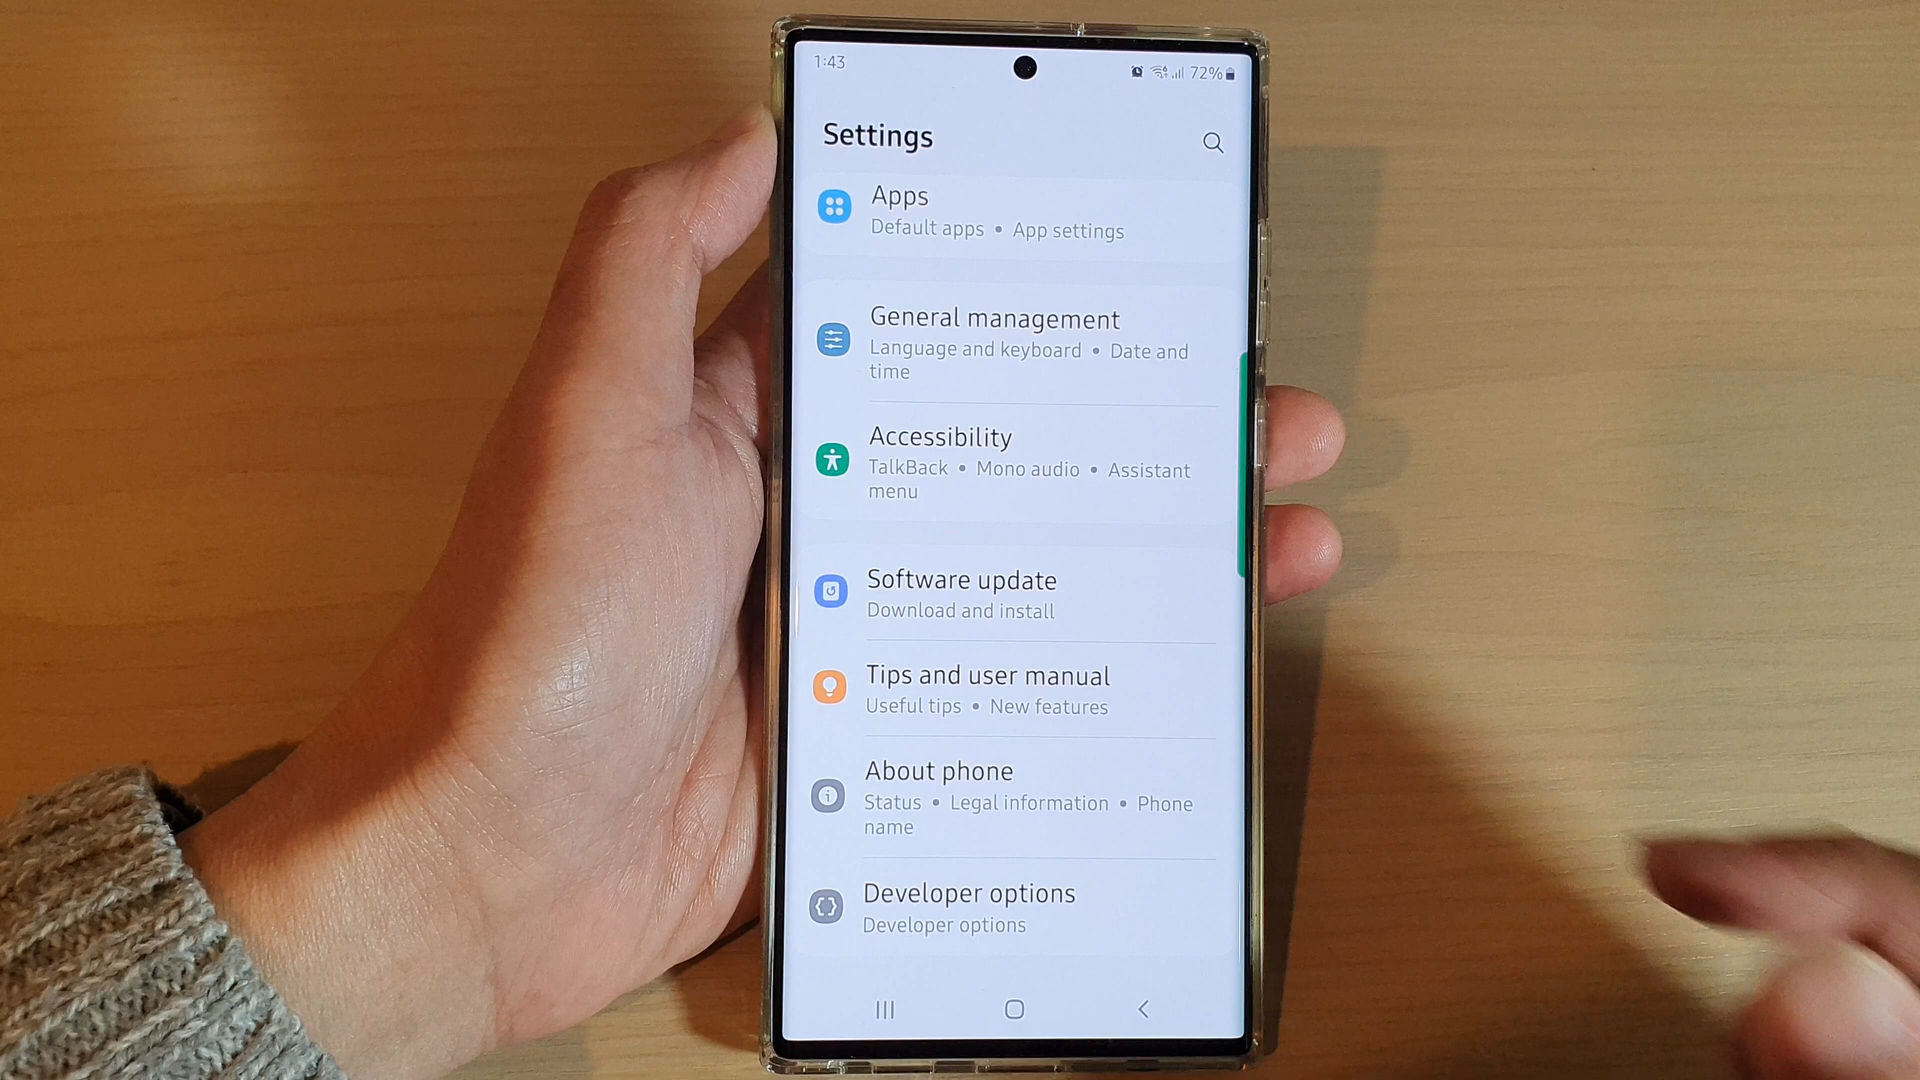 1:43
72%
Settings
Apps
Default apps • App settings
General management
Language and keyboard • Date and
time
Accessibility
TalkBack • Mono audio • Assistant
menu
Software update
Download and install
Tips and user manual
Useful tips • New features
About phone
Status • Legal information • Phone
name
Developer options
Developer options